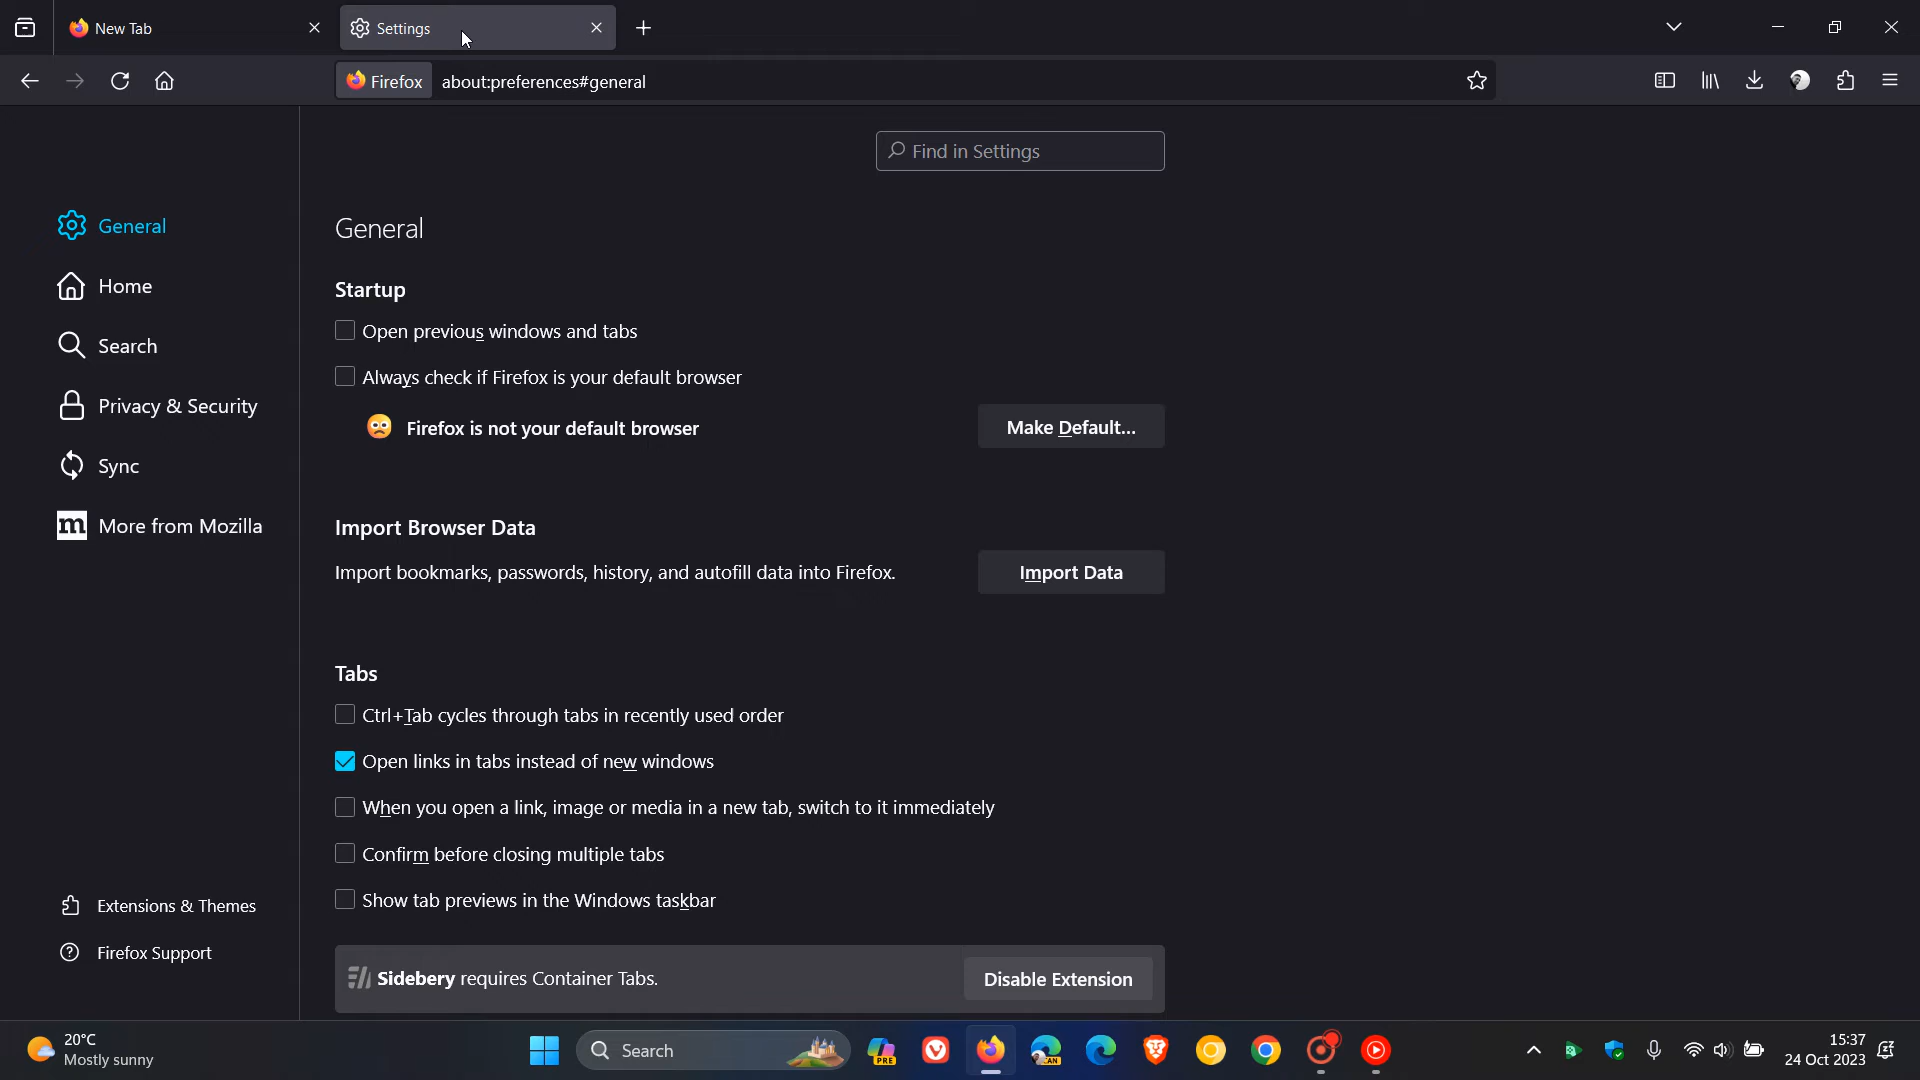 New Tab
Settings
Firefox
about:preferences#general
Find in Settings
General
Home
Search
Privacy & Security
Sync
More from Mozilla
Extensions & Themes
Firefox Support
General
Startup
Open previous windows and tabs
Always check if Firefox is your default browser
Firefox is not your default browser
Make Default...
Import Browser Data
Import bookmarks, passwords, history, and autofill data into Firefox.
Import Data
Tabs
Ctrl+Tab cycles through tabs in recently used order
Open links in tabs instead of new windows
When you open a link, image or media in a new tab, switch to it immediately
Confirm before closing multiple tabs
Show tab previews in the Windows taskbar
Sidebery requires Container Tabs.
Disable Extension
20°C
Mostly sunny
Search
PRE
CAN
15:37
24 Oct 2023